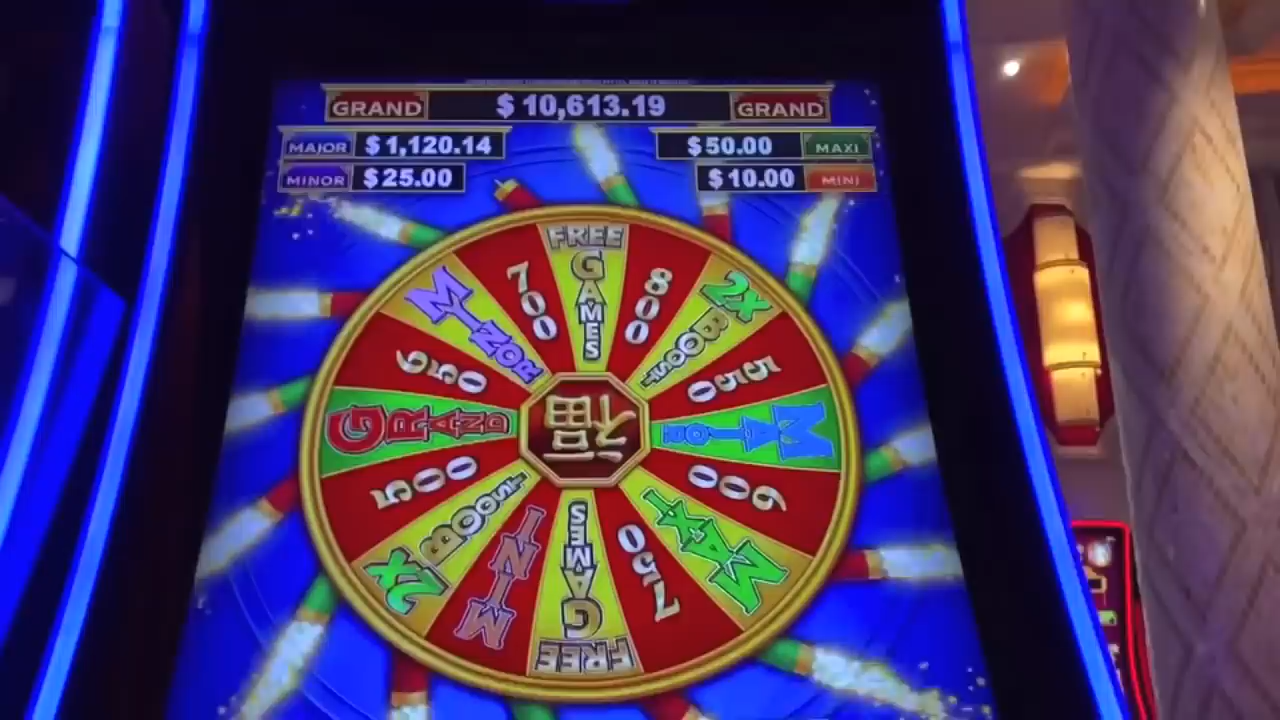 GRAND $10,613.19 GRAND
MAJOR $1,120.14
$50.00 MAXI
MINOR $25.00
$10.00 MINI
FREE GAMES
800
2X BOOST
550
MAJOR
600
MAXI
750
FREE GAMES
MINI
2X BOOST
500
GRAND
650
MINOR
700
福